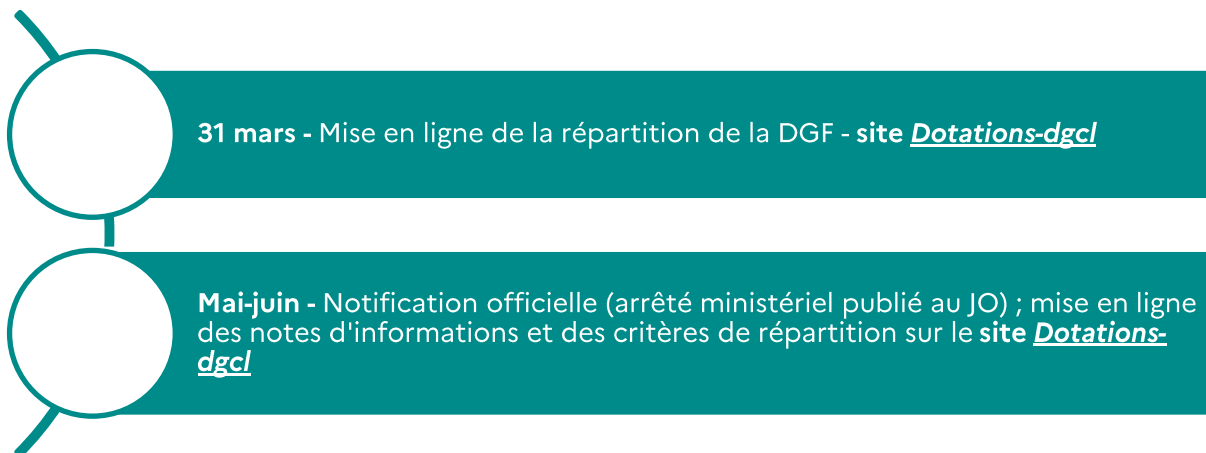 31 mars - Mise en ligne de la répartition de la DGF - site Dotations-dgcl
Mai-juin - Notification officielle (arrêté ministériel publié au JO) ; mise en ligne
des notes d'informations et des critères de répartition sur le site Dotations-
dgcl